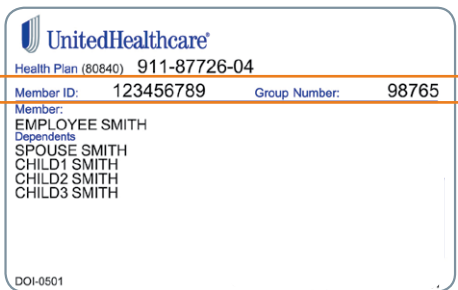 UnitedHealthcare®
Health Plan (80840) 911-87726-04
Member ID: 123456789 Group Number: 98765
Member:
EMPLOYEE SMITH
Dependents
SPOUSE SMITH
CHILD1 SMITH
CHILD2 SMITH
CHILD3 SMITH
DOI-0501